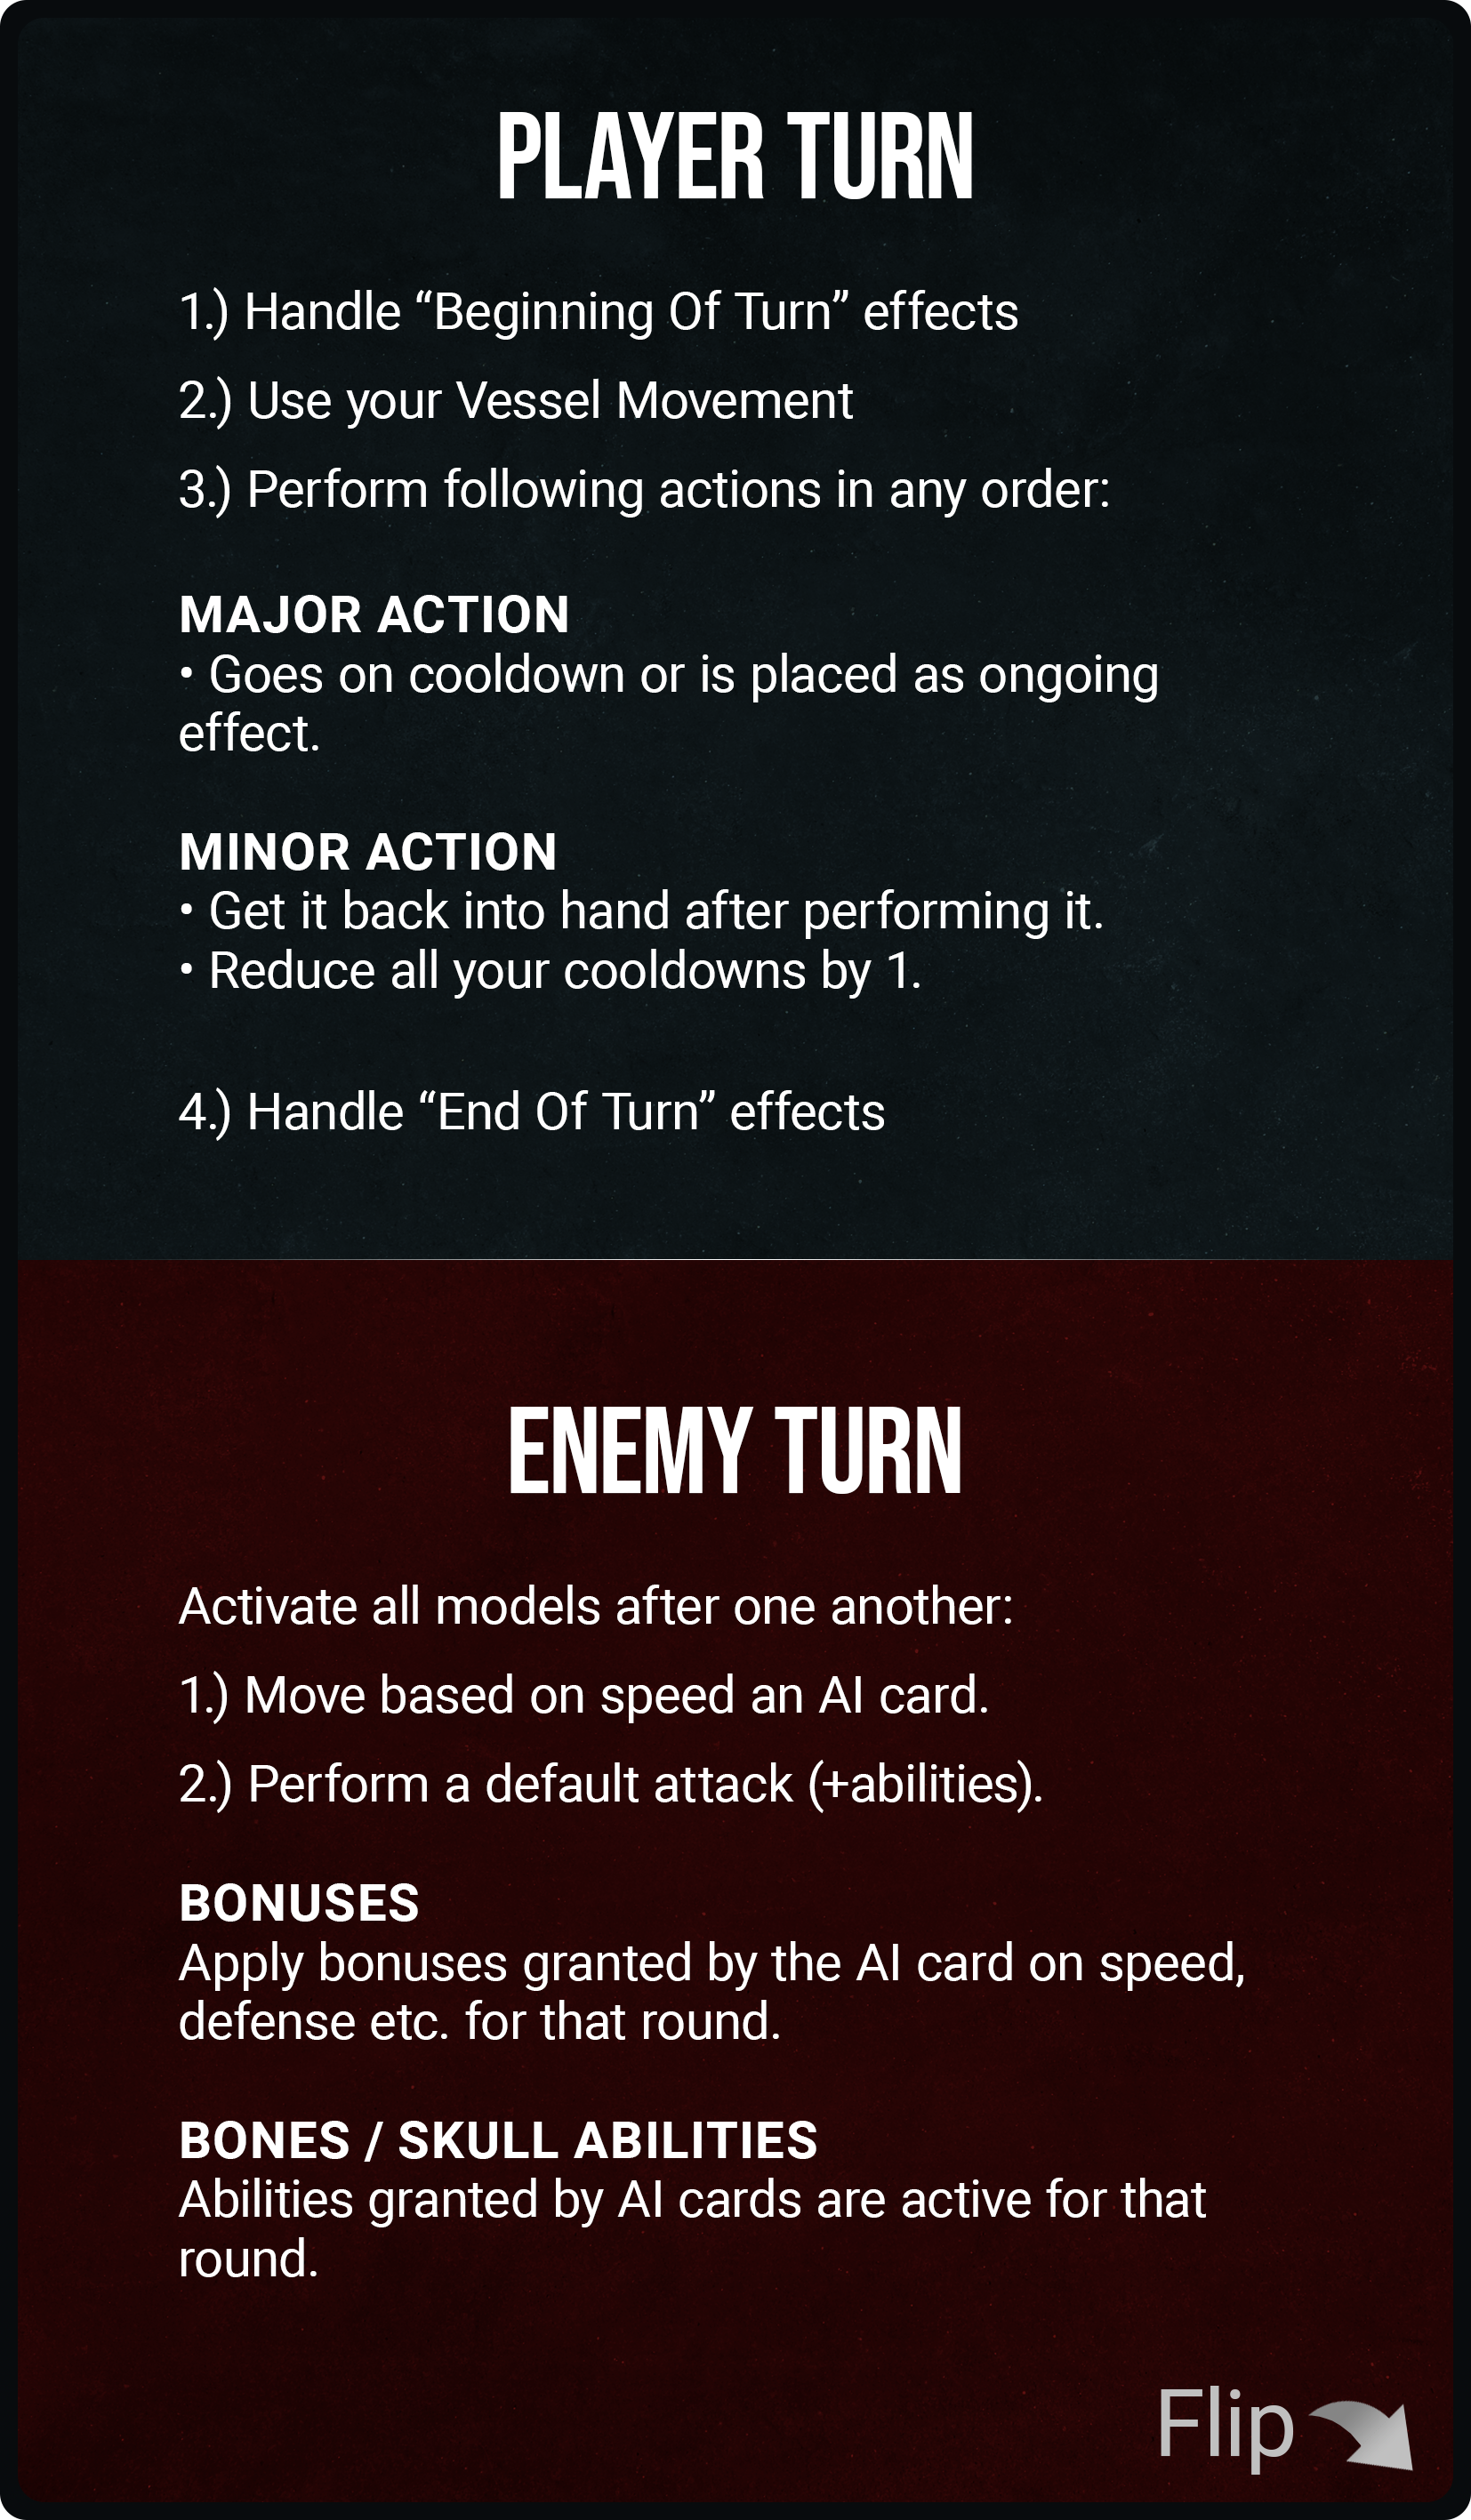 PLAYER TURN
1.) Handle “Beginning Of Turn” effects
2.) Use your Vessel Movement
3.) Perform following actions in any order:
MAJOR ACTION
• Goes on cooldown or is placed as ongoing
effect.
MINOR ACTION
• Get it back into hand after performing it.
• Reduce all your cooldowns by 1.
4.) Handle “End Of Turn” effects
ENEMY TURN
Activate all models after one another:
1.) Move based on speed an AI card.
2.) Perform a default attack (+abilities).
BONUSES
Apply bonuses granted by the AI card on speed,
defense etc. for that round.
BONES / SKULL ABILITIES
Abilities granted by AI cards are active for that
round.
Flip